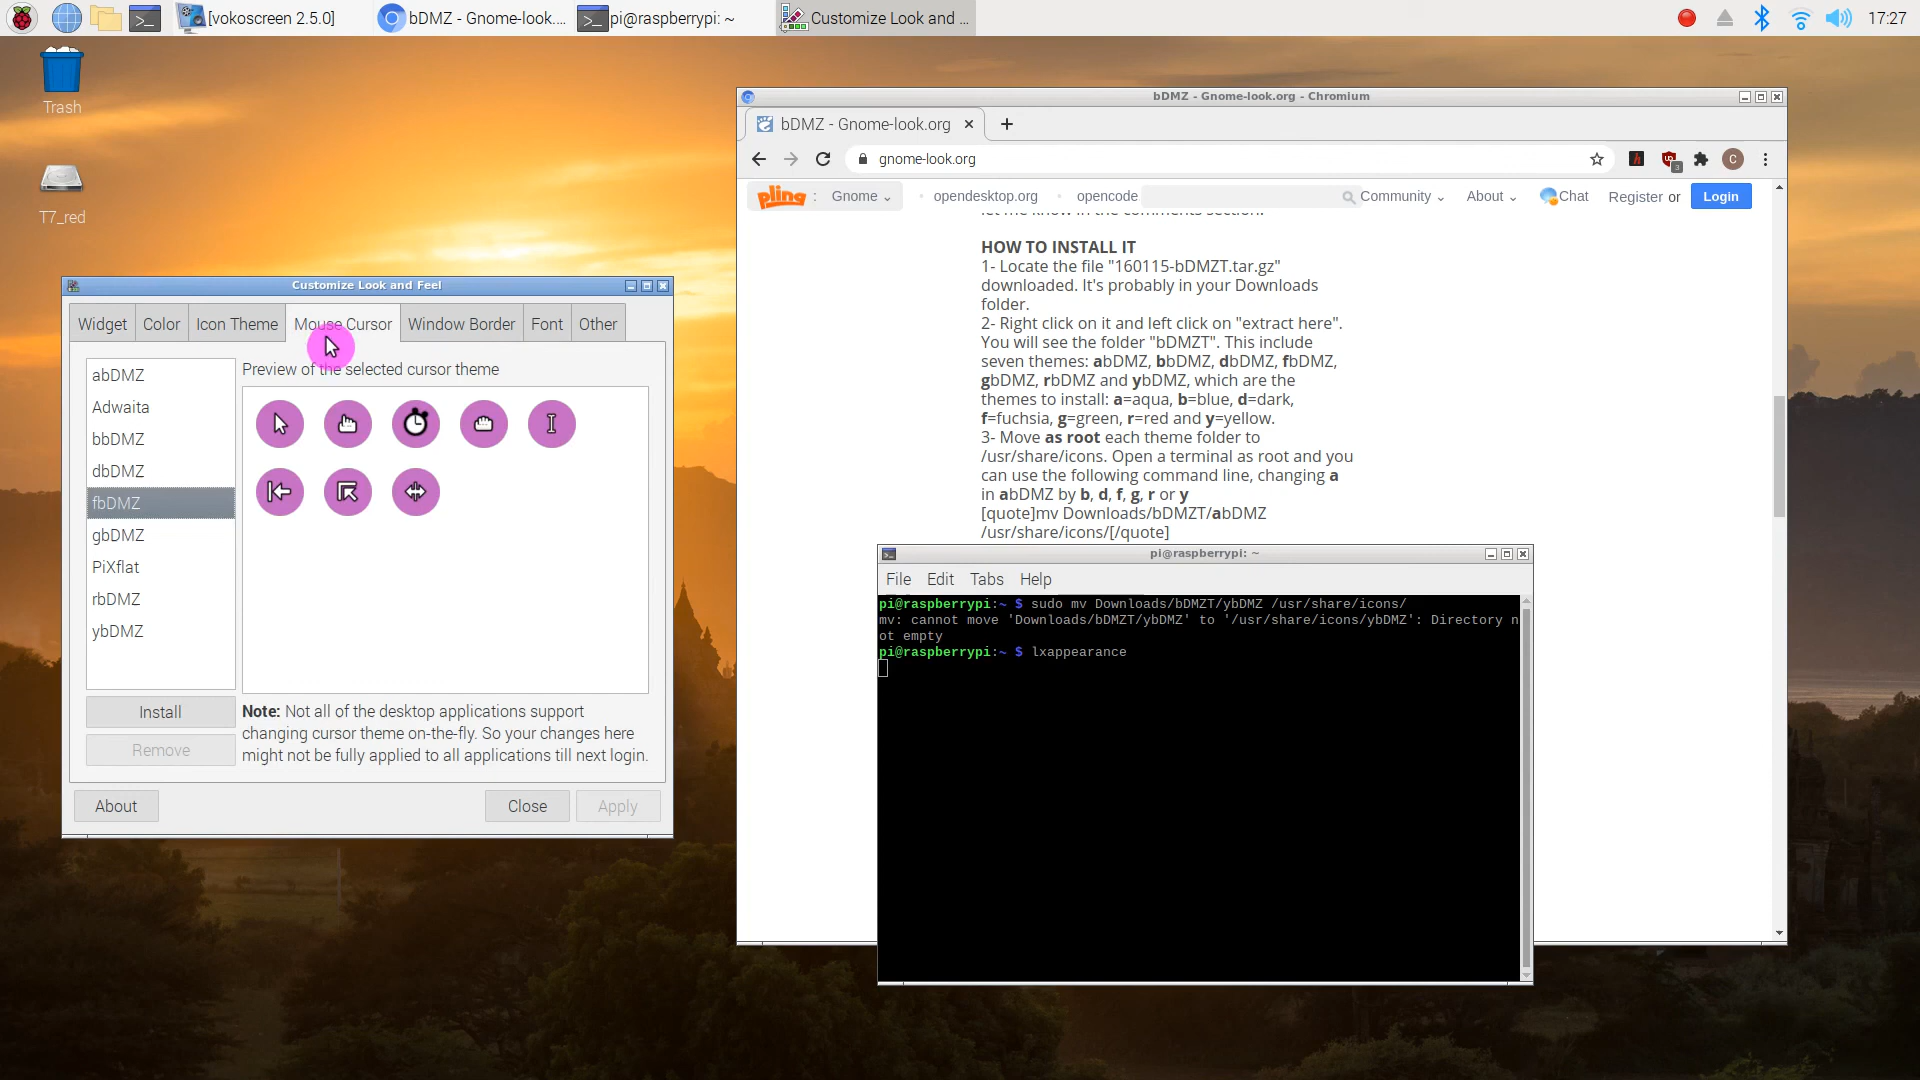 [vokoscreen 2.5.0]
bDMZ - Gnome-look....
pi@raspberrypi: ~
Customize Look and ...
17:27
Trash
T7_red
Customize Look and Feel
Widget
Color
Icon Theme
Mouse Cursor
Window Border
Font
Other
abDMZ
Adwaita
bbDMZ
dbDMZ
fbDMZ
gbDMZ
PiXflat
rbDMZ
ybDMZ
Preview of the selected cursor theme
Install
Remove
Note: Not all of the desktop applications support
changing cursor theme on-the-fly. So your changes here
might not be fully applied to all applications till next login.
About
Close
Apply
bDMZ - Gnome-look.org - Chromium
bDMZ - Gnome-look.org
gnome-look.org
3
C
pling
:
Gnome
opendesktop.org
opencode
Community
About
Chat
Register or
Login
let me know in the comments section.
HOW TO INSTALL IT
1- Locate the file "160115-bDMZT.tar.gz"
downloaded. It's probably in your Downloads
folder.
2- Right click on it and left click on "extract here".
You will see the folder "bDMZT". This include
seven themes: abDMZ, bbDMZ, dbDMZ, fbDMZ,
gbDMZ, rbDMZ and ybDMZ, which are the
themes to install: a=aqua, b=blue, d=dark,
f=fuchsia, g=green, r=red and y=yellow.
3- Move as root each theme folder to
/usr/share/icons. Open a terminal as root and you
can use the following command line, changing a
in abDMZ by b, d, f, g, r or y
[quote]mv Downloads/bDMZT/abDMZ
/usr/share/icons/[/quote]
pi@raspberrypi: ~
File
Edit
Tabs
Help
pi@raspberrypi:~ $ sudo mv Downloads/bDMZT/ybDMZ /usr/share/icons/
mv: cannot move 'Downloads/bDMZT/ybDMZ' to '/usr/share/icons/ybDMZ': Directory n
ot empty
pi@raspberrypi:~ $ lxappearance